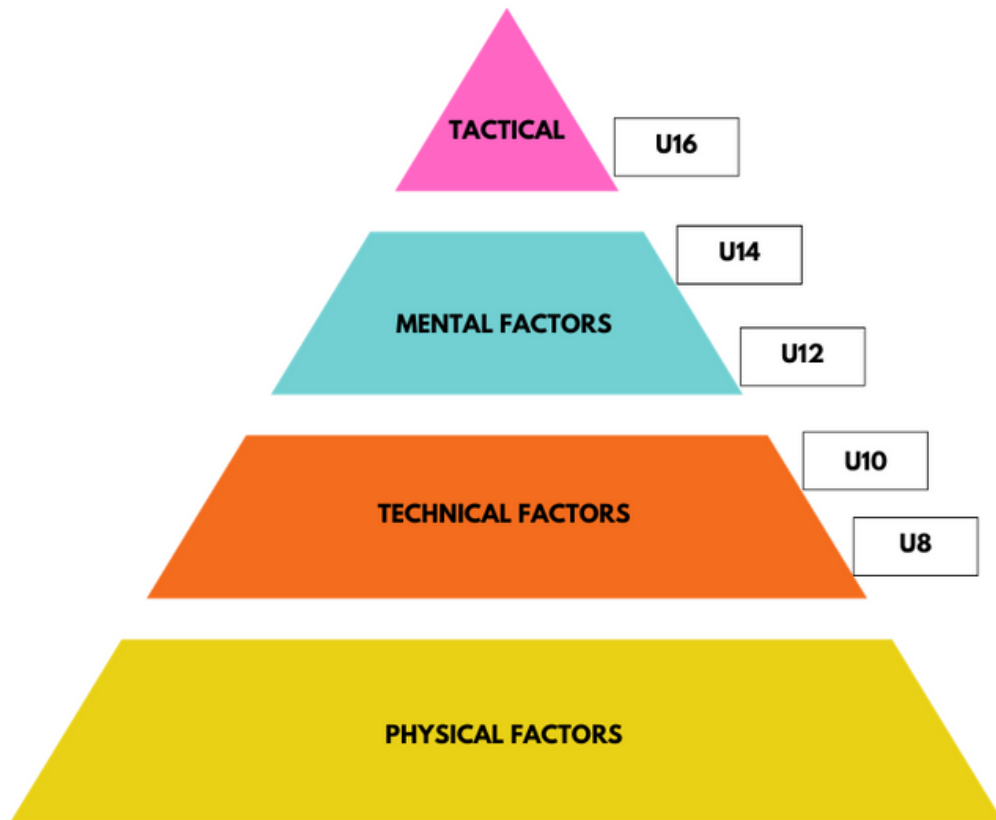 TACTICAL
U16
U14
MENTAL FACTORS
U12
U10
TECHNICAL FACTORS
U8
PHYSICAL FACTORS